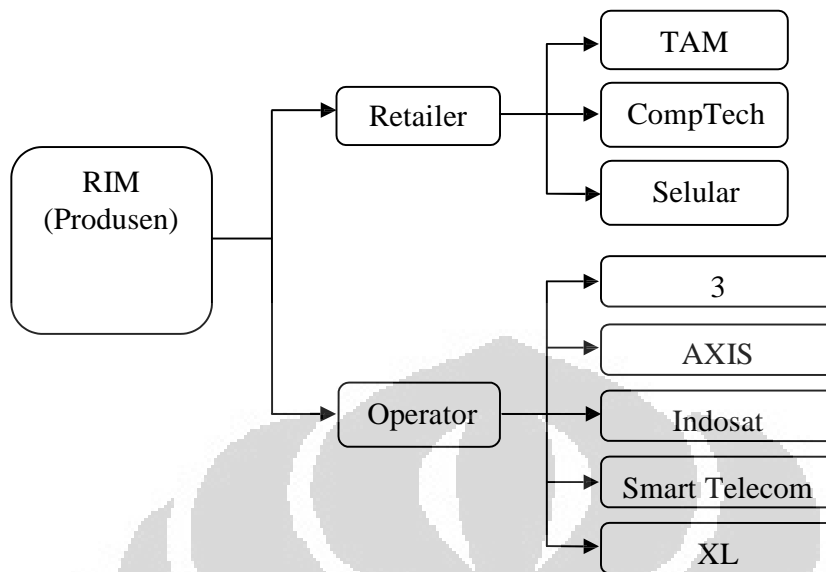 RIM
(Produsen)
Retailer
TAM
CompTech
Selular
Operator
3
AXIS
Indosat
Smart Telecom
XL